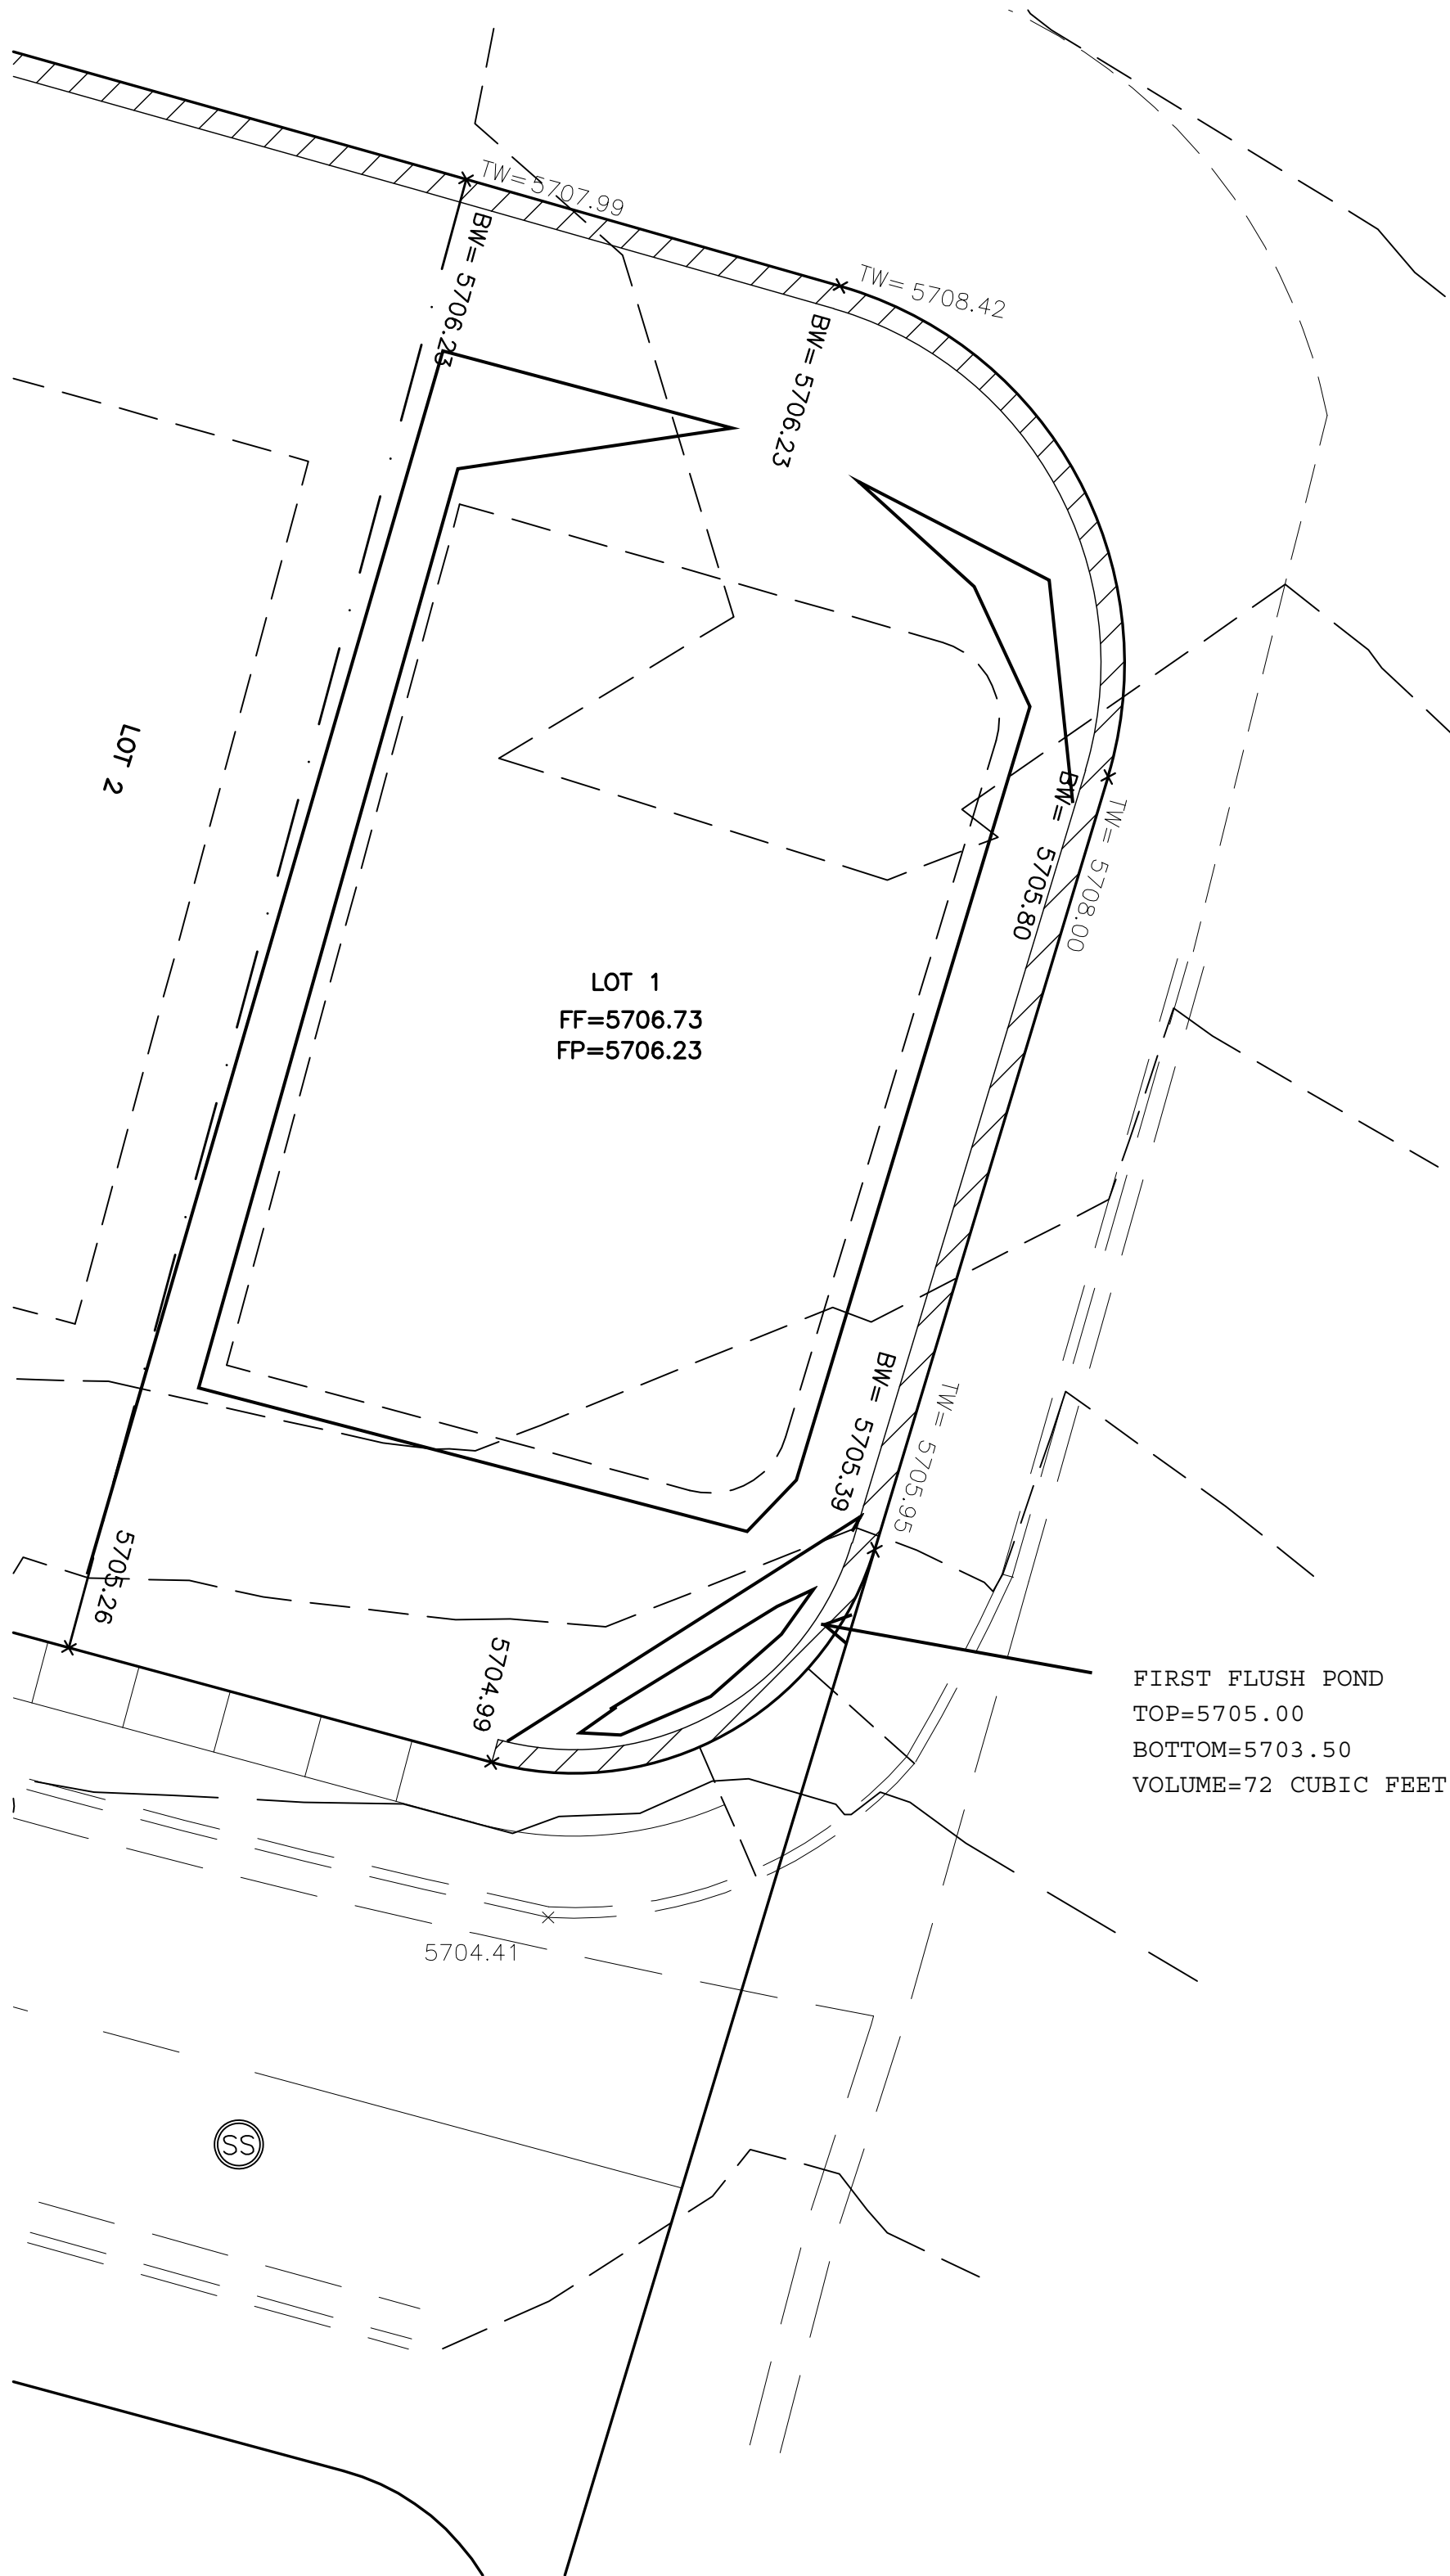 TW= 5707.99
BW= 5706.23
TW= 5708.42
BW= 5706.23
LOT 2
BW= 5705.80
TW= 5708.00
LOT 1
FF=5706.73
FP=5706.23
BW= 5705.39
TW= 5705.95
5705.26
5704.99
FIRST FLUSH POND
TOP=5705.00
BOTTOM=5703.50
VOLUME=72 CUBIC FEET
5704.41
SS